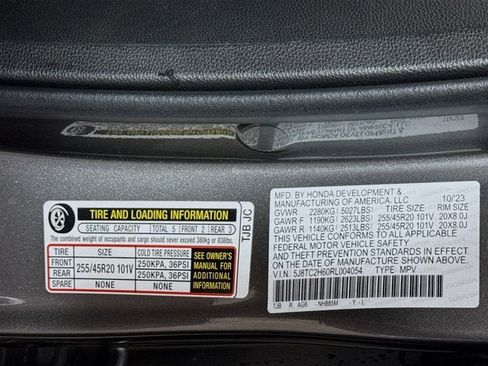 TIRE AND LOADING INFORMATION
SEATING CAPACITY TOTAL 5 FRONT 2 REAR 3
The combined weight of occupants and cargo should never exceed 380kg or 838lbs.
TIRE SIZE COLD TIRE PRESSURE
FRONT 255/45R20 101V 250KPA, 36PSI
REAR 250KPA, 36PSI
SPARE NONE NONE
SEE OWNER'S MANUAL FOR ADDITIONAL INFORMATION
TJB JC
MFD. BY HONDA DEVELOPMENT &
MANUFACTURING OF AMERICA, LLC 10/23
GVWR 2280KG 5027LBS TIRE SIZE RIM SIZE
GAWR F 1190KG 2623LBS 255/45R20 101V 20X8.0J
GAWR R 1140KG 2513LBS 255/45R20 101V 20X8.0J
THIS VEHICLE CONFORMS TO ALL APPLICABLE
FEDERAL MOTOR VEHICLE SAFETY
AND THEFT PREVENTION STANDARDS IN EFFECT
ON THE DATE OF MANUFACTURE SHOWN ABOVE.
V.I.N: 5J8TC2H60RL004054 TYPE: MPV
TJB R AG6 -NH885M -Y- -L